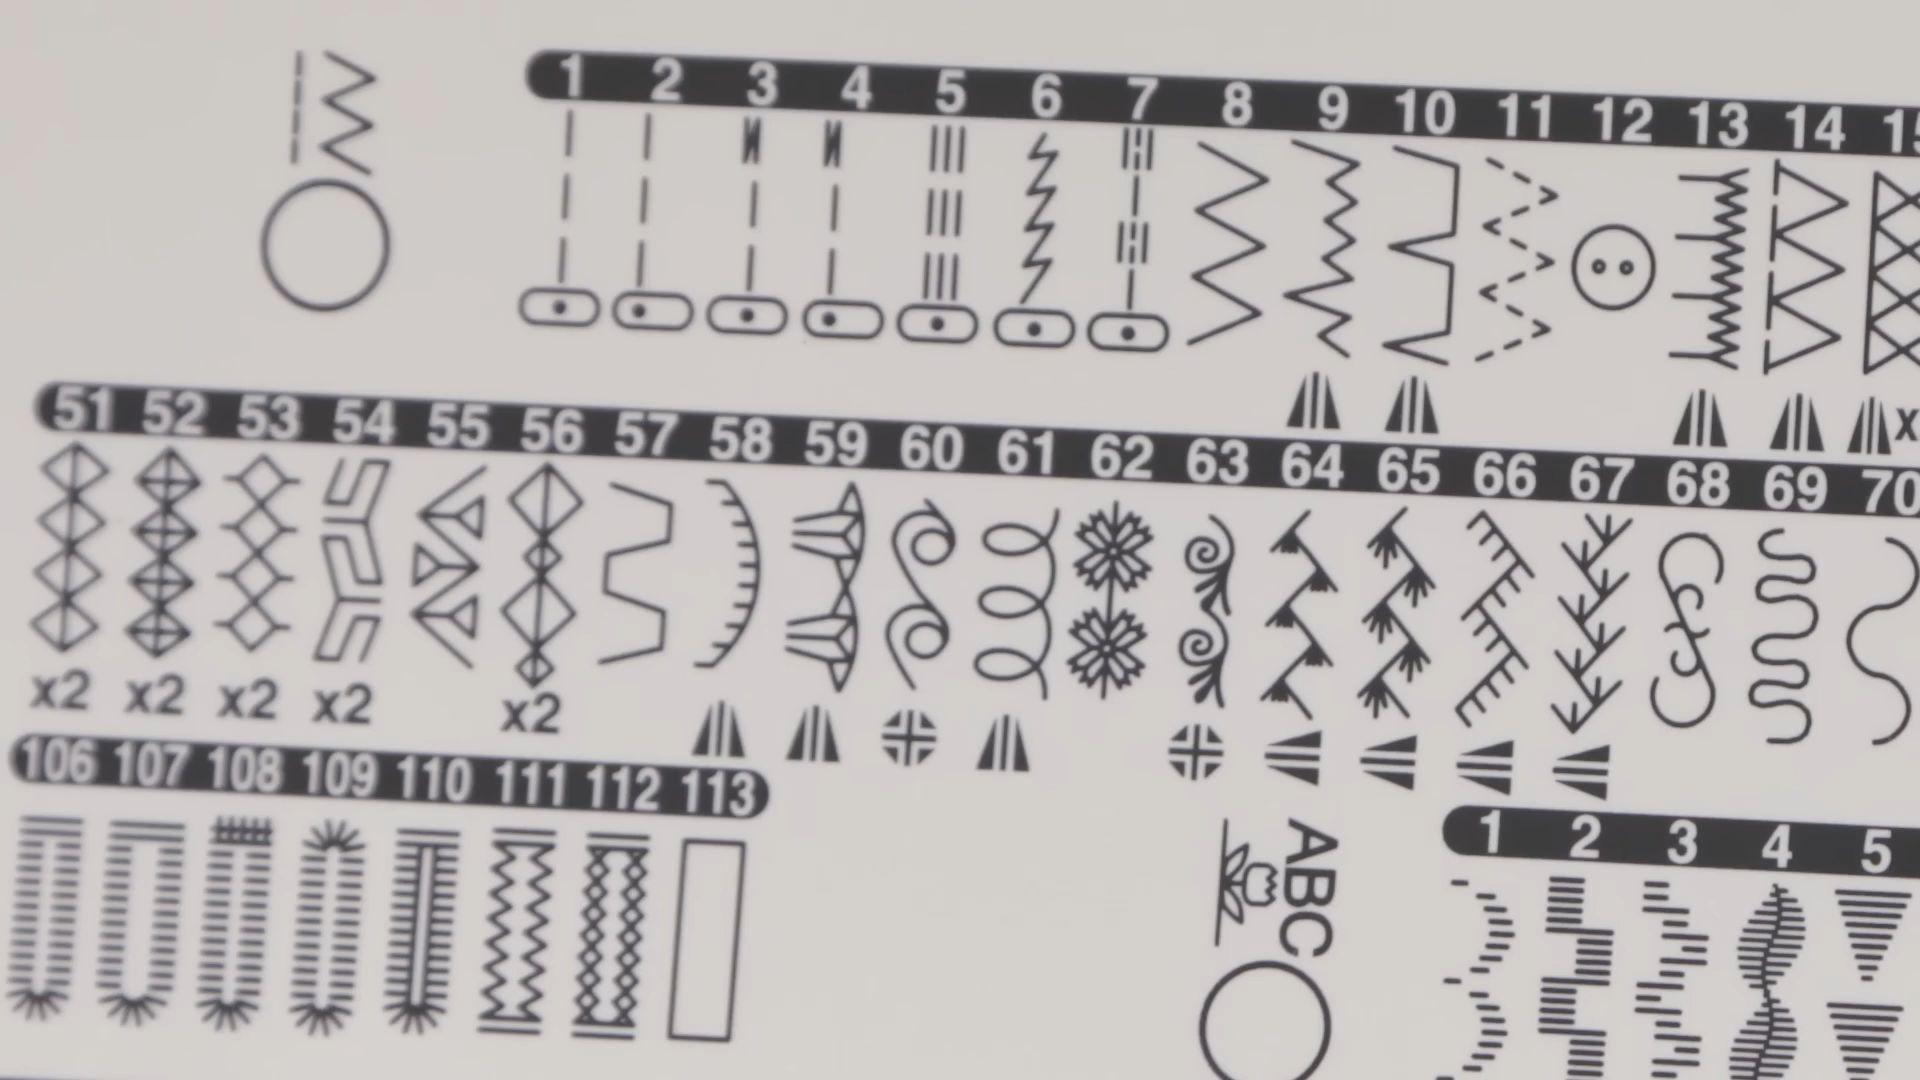 1 2 3 4 5 6 7 8 9 10 11 12 13 14 15
x
51 52 53 54 55 56 57 58 59 60 61 62 63 64 65 66 67 68 69 70
x2 x2 x2 x2 x2
106 107 108 109 110 111 112 113
ABC
1 2 3 4 5